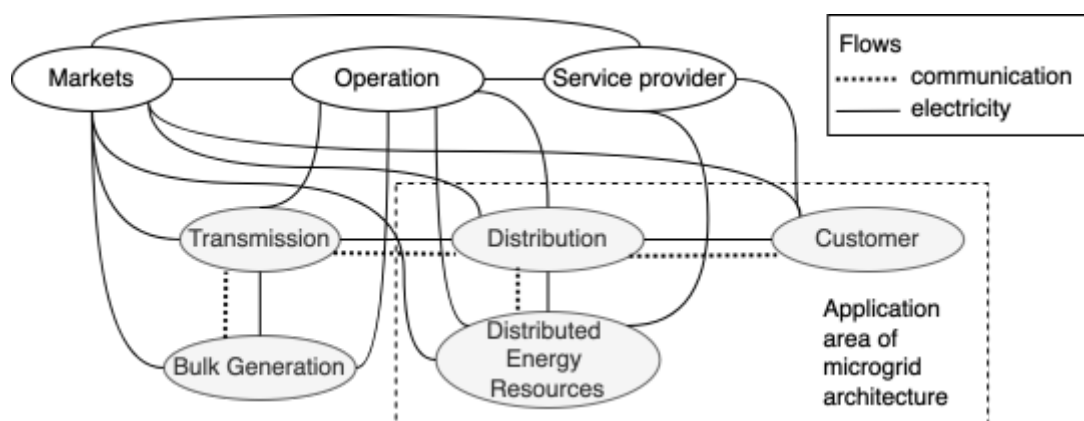 Markets
Operation
Service provider
Flows
communication
electricity
Transmission
Distribution
Customer
Bulk Generation
Distributed
Energy
Resources
Application
area of
microgrid
architecture